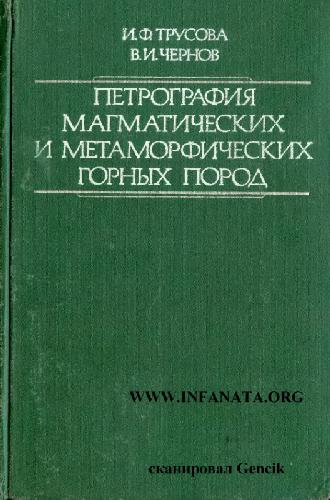 И.Ф.ТРУСОВА
В.И.ЧЕРНОВ
ПЕТРОГРАФИЯ
МАГМАТИЧЕСКИХ
И МЕТАМОРФИЧЕСКИХ
ГОРНЫХ ПОРОД
WWW.INFANATA.ORG
сканировал Gencik